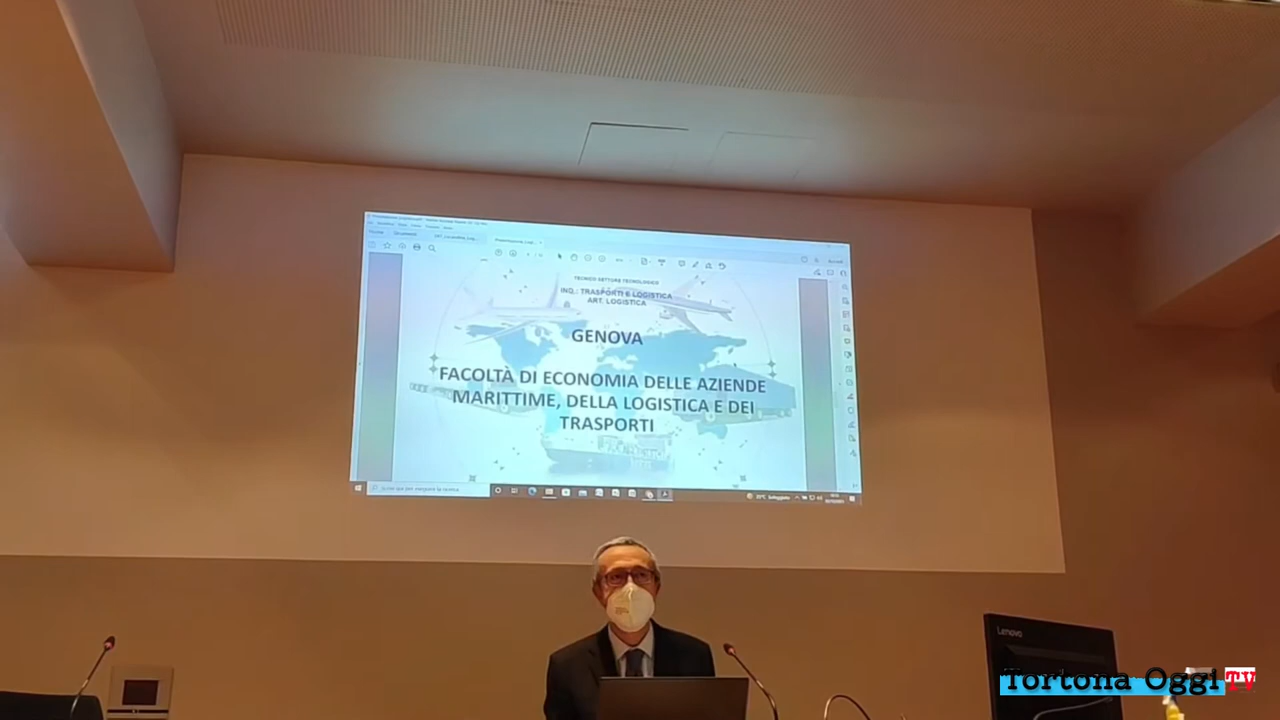 TECNICO SETTORE TECNOLOGICO
IND.: TRASPORTI E LOGISTICA
ART. LOGISTICA
GENOVA
FACOLTÀ DI ECONOMIA DELLE AZIENDE
MARITTIME, DELLA LOGISTICA E DEI
TRASPORTI
Lenovo
Tortona Oggi TV